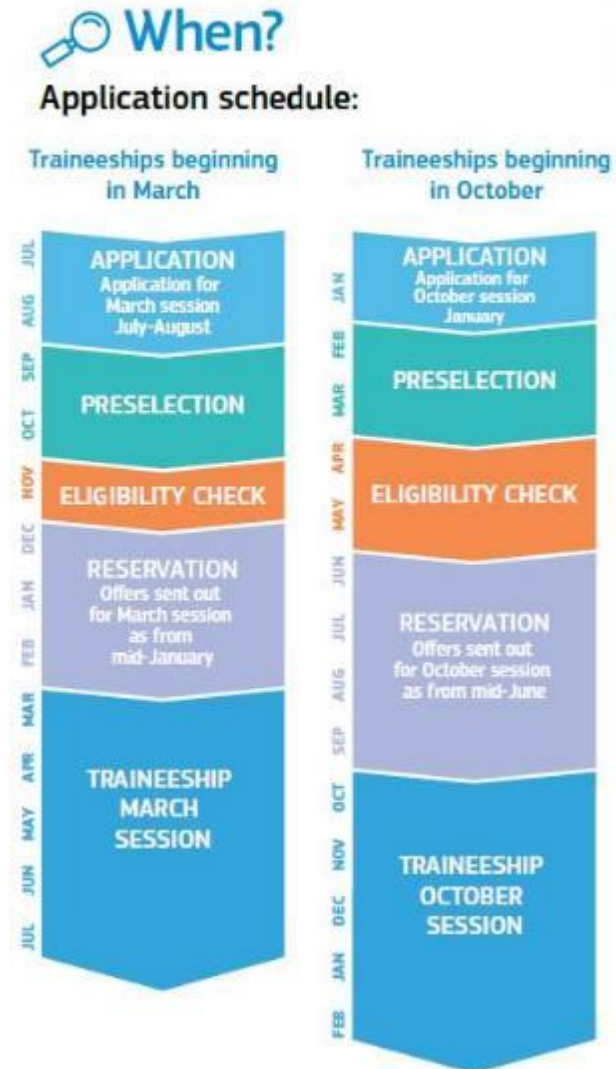 When?
Application schedule:
Traineeships beginning
in March
JUL
AUG
SEP
OCT
NOV
DEC
JAN
FEB
MAR
APR
MAY
JUN
JUL
APPLICATION
Application for
March session
July-August
PRESELECTION
ELIGIBILITY CHECK
RESERVATION
Offers sent out
for March session
as from
mid-January
TRAINEESHIP
MARCH
SESSION
Traineeships beginning
in October
JAN
FEB
MAR
APR
MAY
JUN
JUL
AUG
SEP
OCT
NOV
DEC
JAN
FEB
APPLICATION
Application for
October session
January
PRESELECTION
ELIGIBILITY CHECK
RESERVATION
Offers sent out
for October session
as from mid-June
TRAINEESHIP
OCTOBER
SESSION